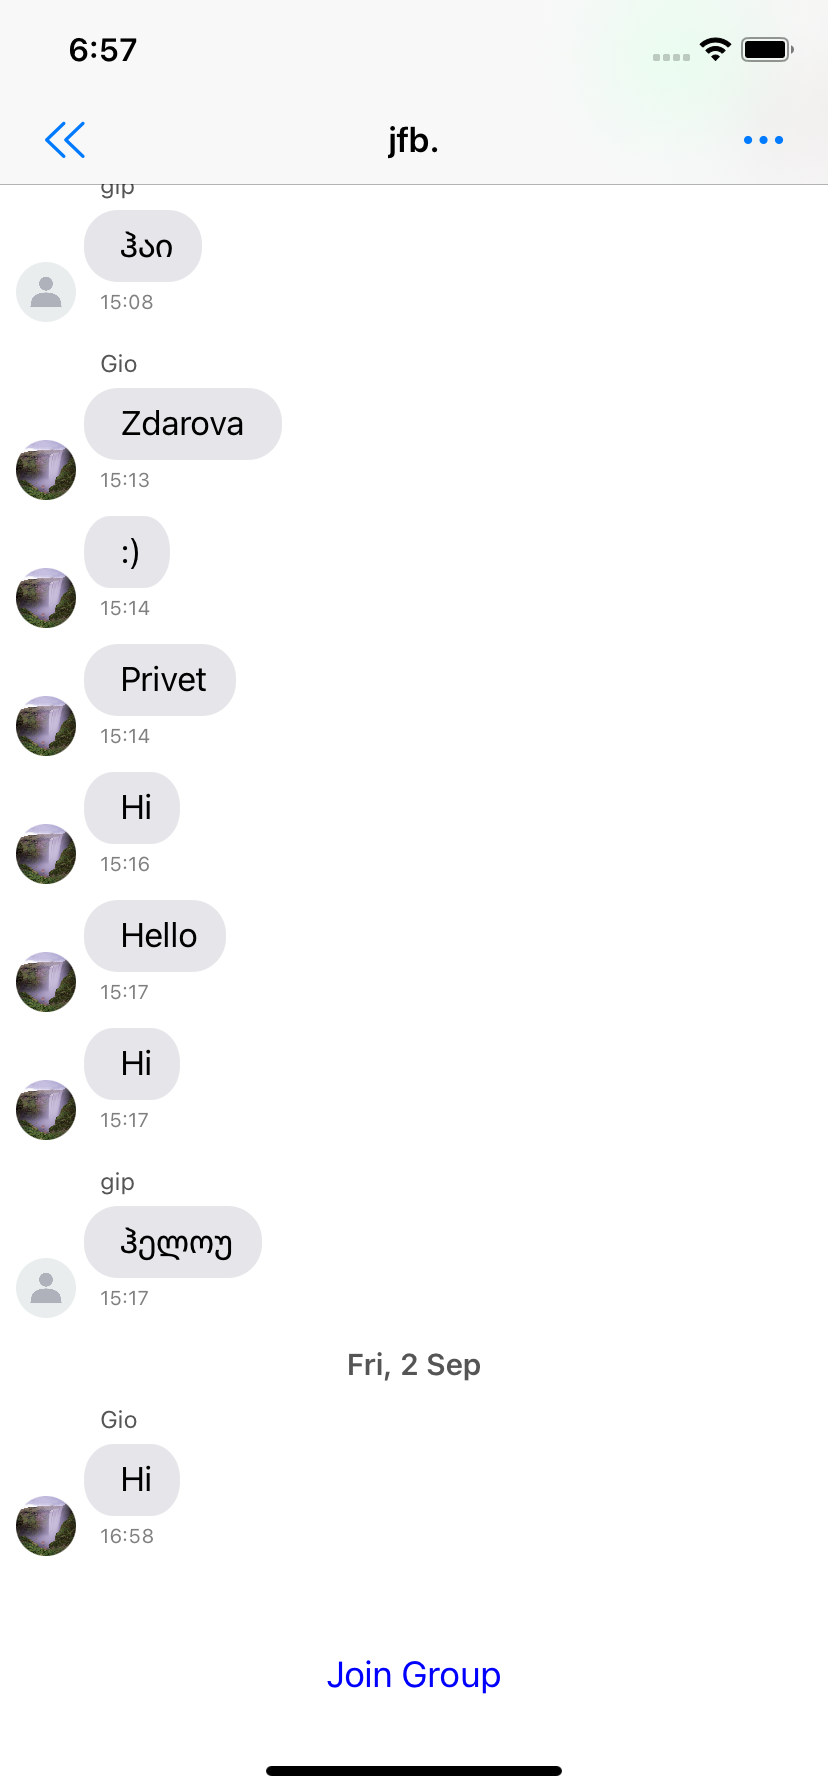 6:57
jfb.
gip
ჰაი
15:08
Gio
Zdarova
15:13
:)
15:14
Privet
15:14
Hi
15:16
Hello
15:17
Hi
15:17
gip
ჰელოუ
15:17
Fri, 2 Sep
Gio
Hi
16:58
Join Group